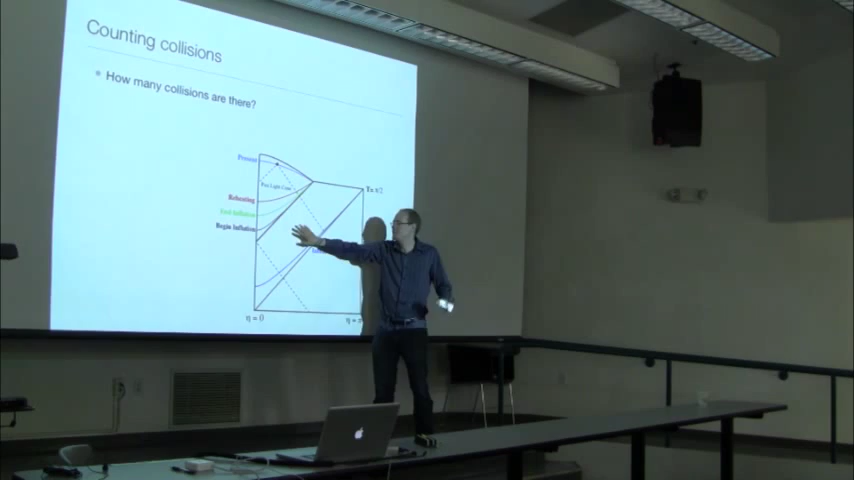 Counting collisions
How many collisions are there?
Present
T= π/2
Past Light Cone
Reheating
End Inflation
Begin Inflation
η = 0
η = π